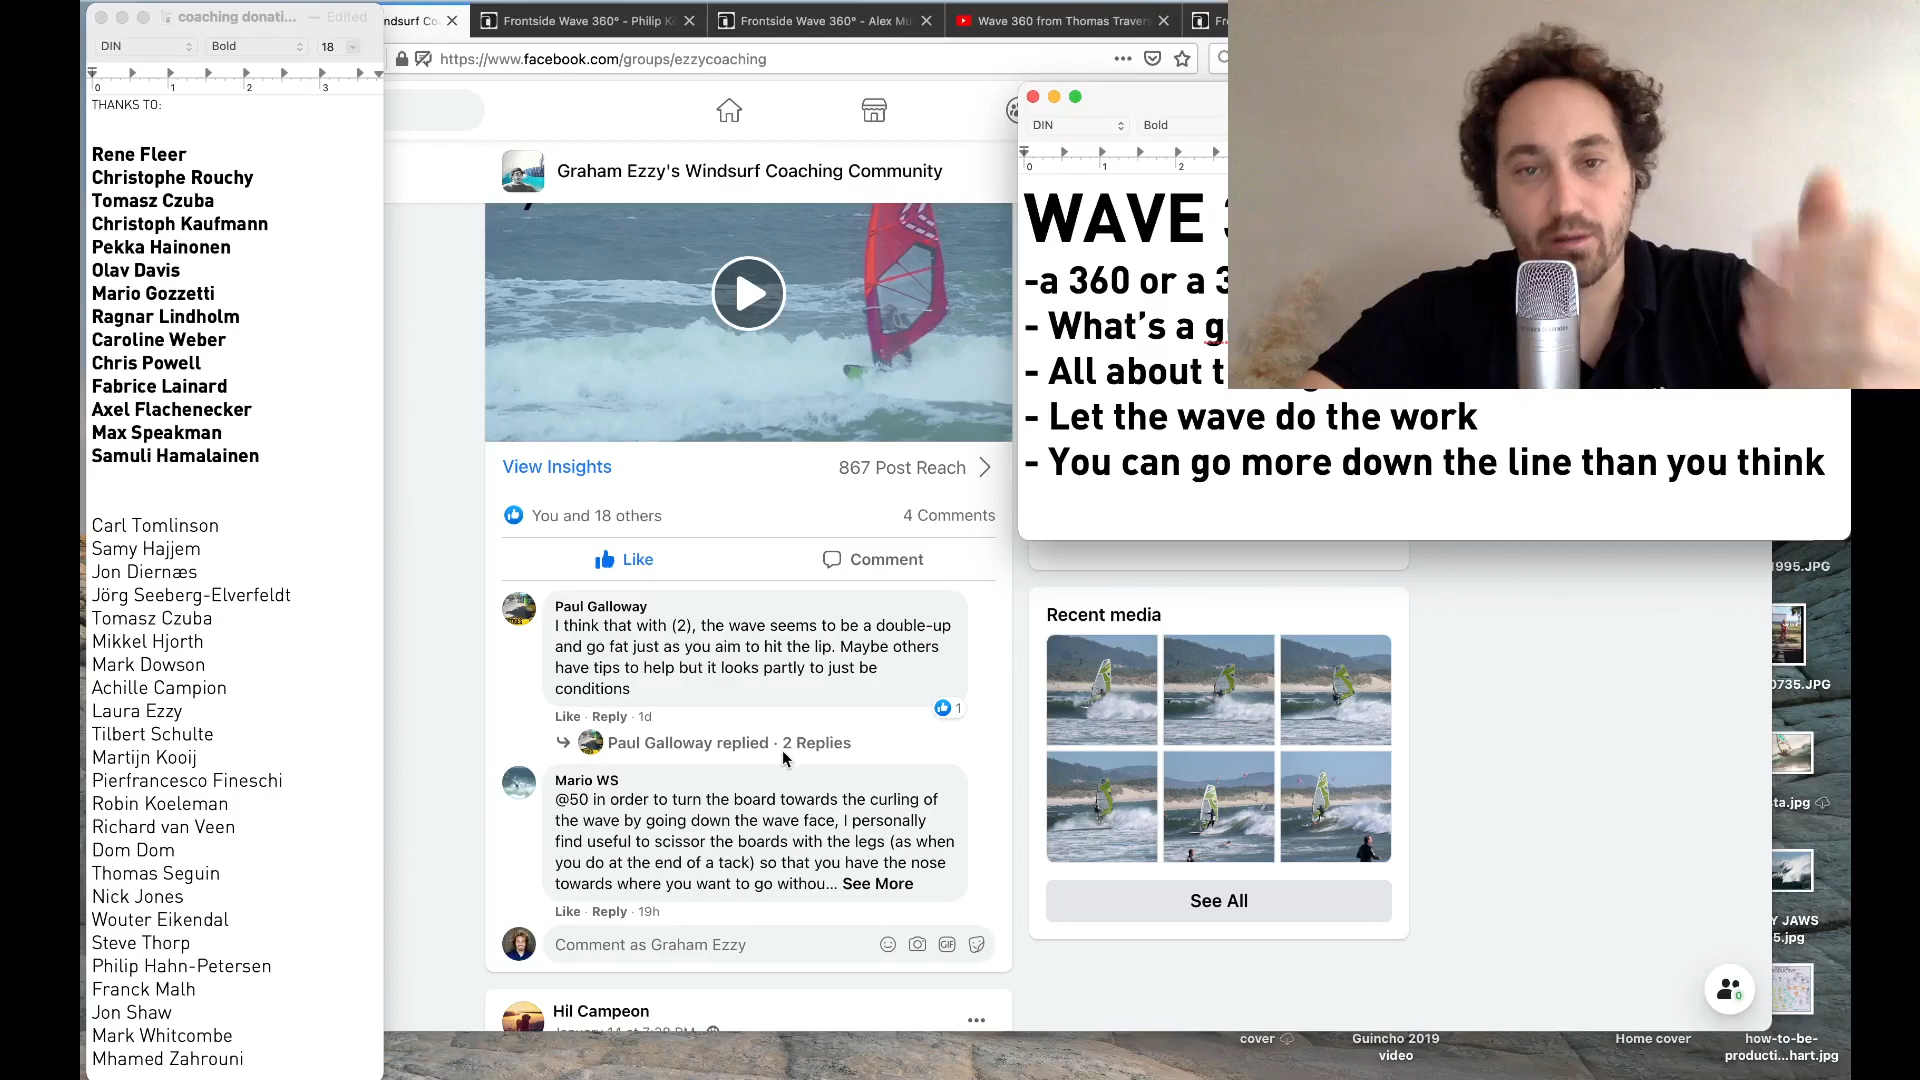 coaching donati... — Edited
DIN
Bold
18
0 1 2 3
THANKS TO:
Rene Fleer
Christophe Rouchy
Tomasz Czuba
Christoph Kaufmann
Pekka Hainonen
Olav Davis
Mario Gozzetti
Ragnar Lindholm
Caroline Weber
Chris Powell
Fabrice Lainard
Axel Flachenecker
Max Speakman
Samuli Hamalainen
Carl Tomlinson
Samy Hajjem
Jon Diernæs
Jörg Seeberg-Elverfeldt
Tomasz Czuba
Mikkel Hjorth
Mark Dowson
Achille Campion
Laura Ezzy
Tilbert Schulte
Martijn Kooij
Pierfrancesco Fineschi
Robin Koeleman
Richard van Veen
Dom Dom
Thomas Seguin
Nick Jones
Wouter Eikendal
Steve Thorp
Philip Hahn-Petersen
Franck Malh
Jon Shaw
Mark Whitcombe
Mhamed Zahrouni
Frontside Wave 360° - Philip
Frontside Wave 360° - Alex
Wave 360 from Thomas Travers
https://www.facebook.com/groups/ezzycoaching
Graham Ezzy's Windsurf Coaching Community
View Insights
867 Post Reach
You and 18 others
4 Comments
Like
Comment
Paul Galloway
I think that with (2), the wave seems to be a double-up
and go fat just as you aim to hit the lip. Maybe others
have tips to help but it looks partly to just be
conditions
1
Like · Reply · 1d
Paul Galloway replied · 2 Replies
Mario WS
@50 in order to turn the board towards the curling of
the wave by going down the wave face, I personally
find useful to scissor the boards with the legs (as when
you do at the end of a tack) so that you have the nose
towards where you want to go withou... See More
Like · Reply · 19h
Comment as Graham Ezzy
GIF
Hil Campeon
DIN
Bold
0 1 2
WAVE
-a 360 or a
- What's a
- All about
- Let the wave do the work
- You can go more down the line than you think
Recent media
See All
0
1995.JPG
0735.JPG
ta.jpg
Y JAWS
5.jpg
cover
Guincho 2019
video
Home cover
how-to-be-
producti...hart.jpg